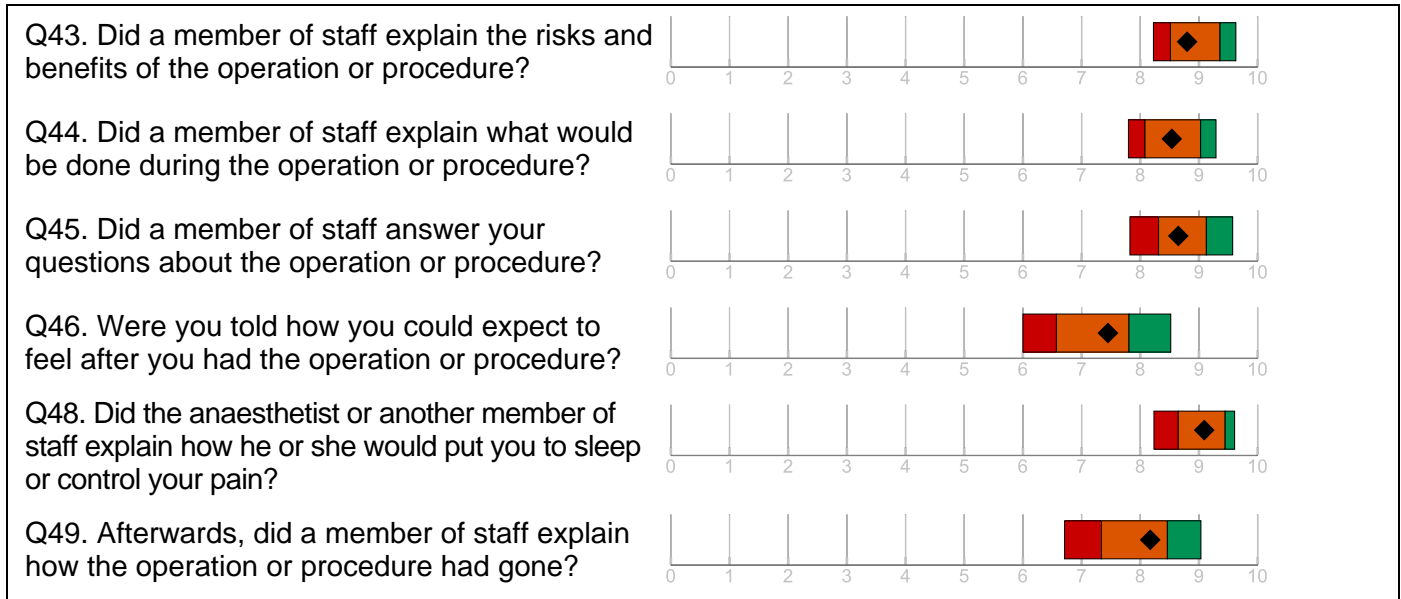 Q43. Did a member of staff explain the risks and
benefits of the operation or procedure?
0 1 2 3 4 5 6 7 8 9 10
Q44. Did a member of staff explain what would
be done during the operation or procedure?
0 1 2 3 4 5 6 7 8 9 10
Q45. Did a member of staff answer your
questions about the operation or procedure?
0 1 2 3 4 5 6 7 8 9 10
Q46. Were you told how you could expect to
feel after you had the operation or procedure?
0 1 2 3 4 5 6 7 8 9 10
Q48. Did the anaesthetist or another member of
staff explain how he or she would put you to sleep
or control your pain?
0 1 2 3 4 5 6 7 8 9 10
Q49. Afterwards, did a member of staff explain
how the operation or procedure had gone?
0 1 2 3 4 5 6 7 8 9 10